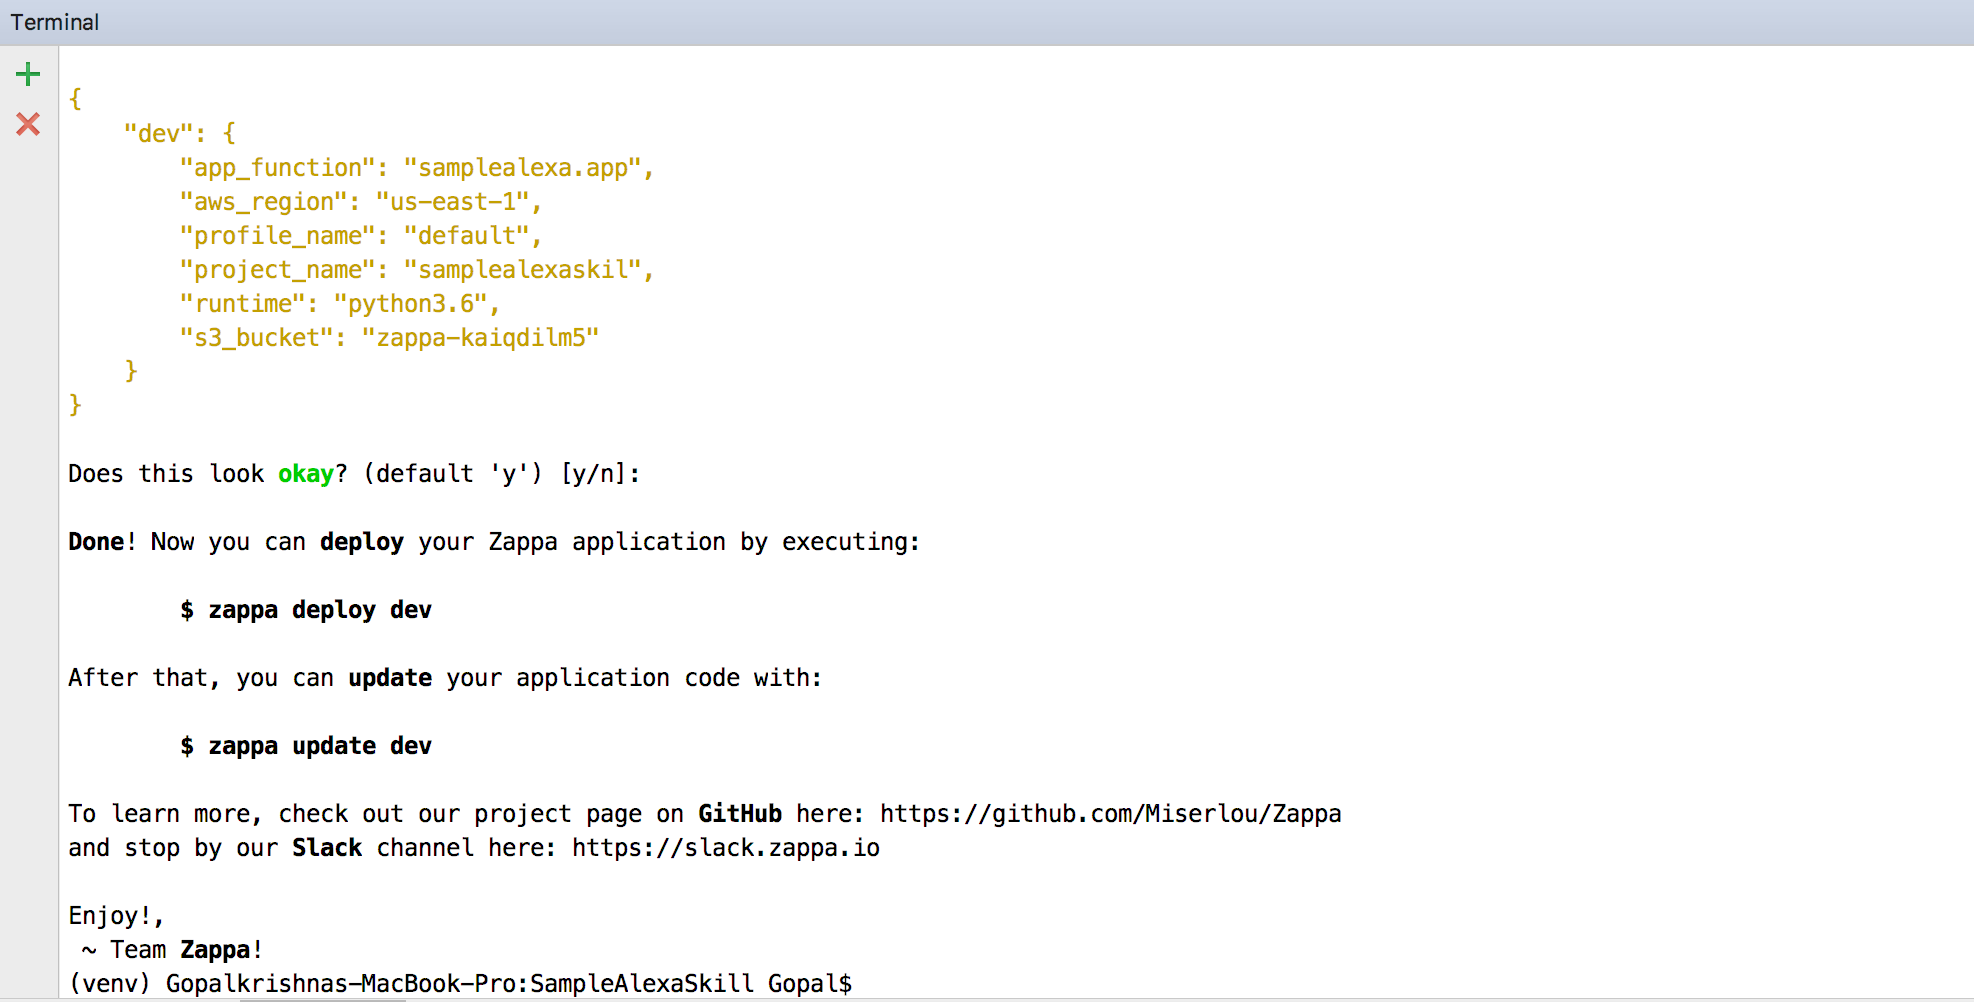 Terminal
{
    "dev": {
        "app_function": "samplealexa.app",
        "aws_region": "us-east-1",
        "profile_name": "default",
        "project_name": "samplealexaskil",
        "runtime": "python3.6",
        "s3_bucket": "zappa-kaiqdilm5"
    }
}
Does this look okay? (default 'y') [y/n]:
Done! Now you can deploy your Zappa application by executing:
        $ zappa deploy dev
After that, you can update your application code with:
        $ zappa update dev
To learn more, check out our project page on GitHub here: https://github.com/Miserlou/Zappa
and stop by our Slack channel here: https://slack.zappa.io
Enjoy!,
 ~ Team Zappa!
(venv) Gopalkrishnas-MacBook-Pro:SampleAlexaSkill Gopal$